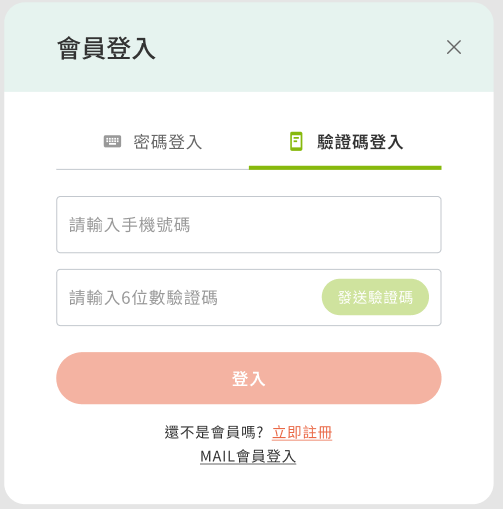 會員登入
密碼登入
驗證碼登入
請輸入手機號碼
請輸入6位數驗證碼
發送驗證碼
登入
還不是會員嗎? 立即註冊
MAIL會員登入